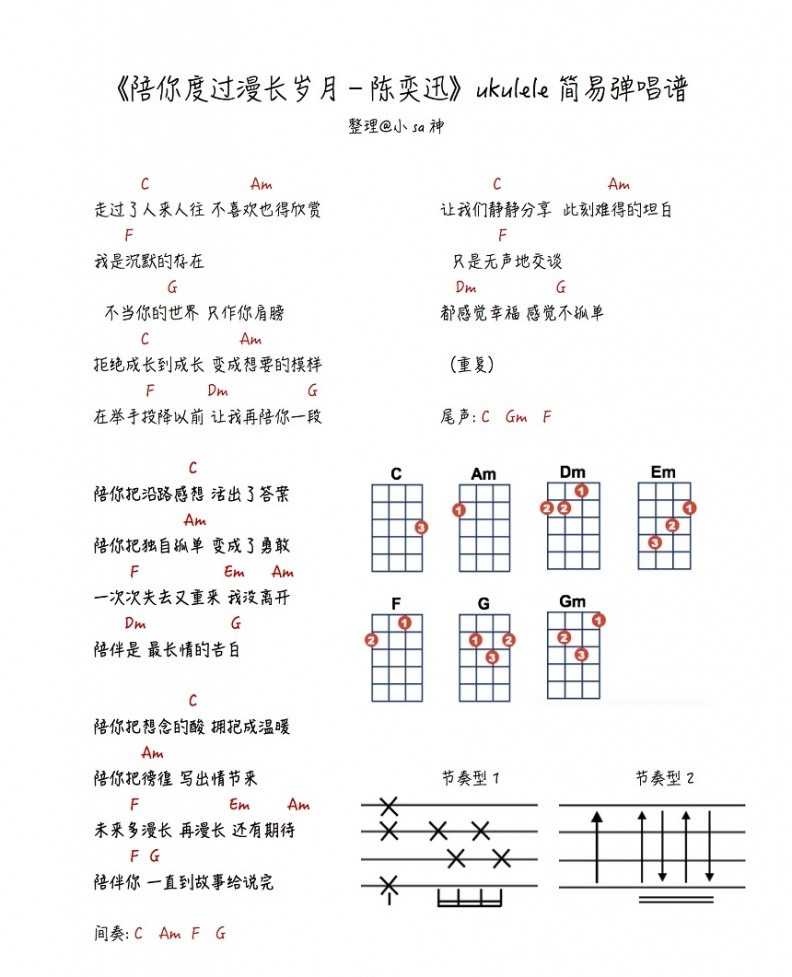 《陪你度过漫长岁月－陈奕迅》ukulele 简易弹唱谱
整理@小 sa 神
C Am
走过了人来人往 不喜欢也得欣赏
F
我是沉默的存在
G
不当你的世界 只作你肩膀
C Am
拒绝成长到成长 变成想要的模样
F Dm G
在举手投降以前 让我再陪你一段
C
陪你把沿路感想 活出了答案
Am
陪你把独自孤单 变成了勇敢
F Em Am
一次次失去又重来 我没离开
Dm G
陪伴是 最长情的告白
C
陪你把想念的酸 拥抱成温暖
Am
陪你把彷徨 写出情节来
F Em Am
未来多漫长 再漫长 还有期待
F G
陪伴你 一直到故事给说完
间奏: C Am F G
C Am
让我们静静分享 此刻难得的坦白
F
只是无声地交谈
Dm G
都感觉幸福 感觉不孤单
（重复）
尾声: C Gm F
C Am Dm Em
3 1 1 2 2 1 2 3
F G Gm
1 2 1 2 3 1 2 3
节奏型 1 节奏型 2